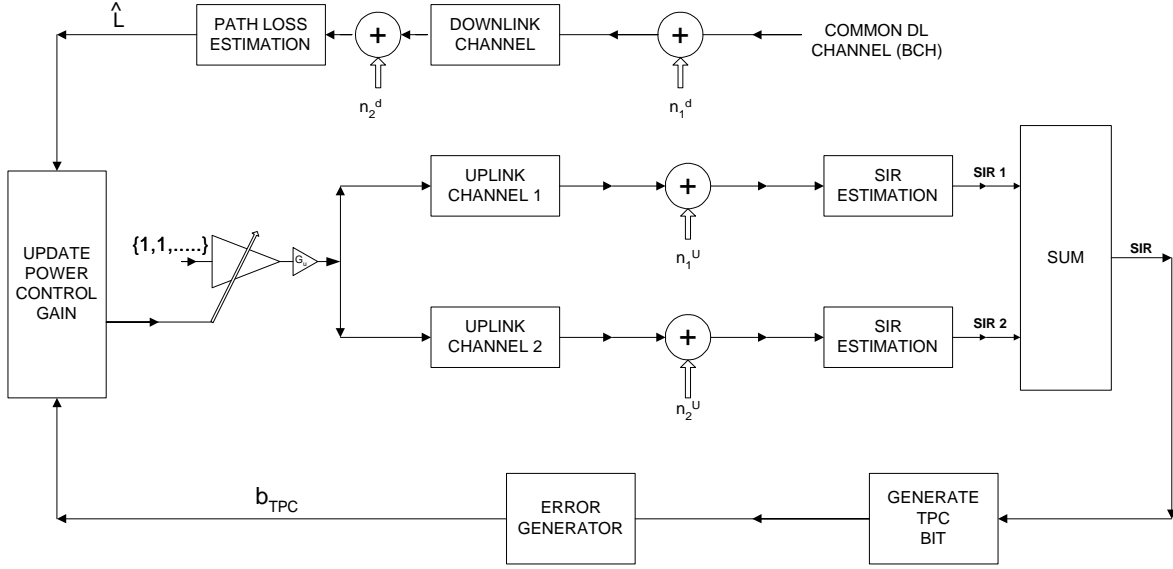 L̂
PATH LOSS
ESTIMATION
+
n₂ᵈ
DOWNLINK
CHANNEL
+
n₁ᵈ
COMMON DL
CHANNEL (BCH)
UPDATE
POWER
CONTROL
GAIN
{1,1,.....}
Gᵤ
UPLINK
CHANNEL 1
+
n₁ᵁ
SIR
ESTIMATION
SIR 1
UPLINK
CHANNEL 2
+
n₂ᵁ
SIR
ESTIMATION
SIR 2
SUM
SIR
b_TPC
ERROR
GENERATOR
GENERATE
TPC
BIT